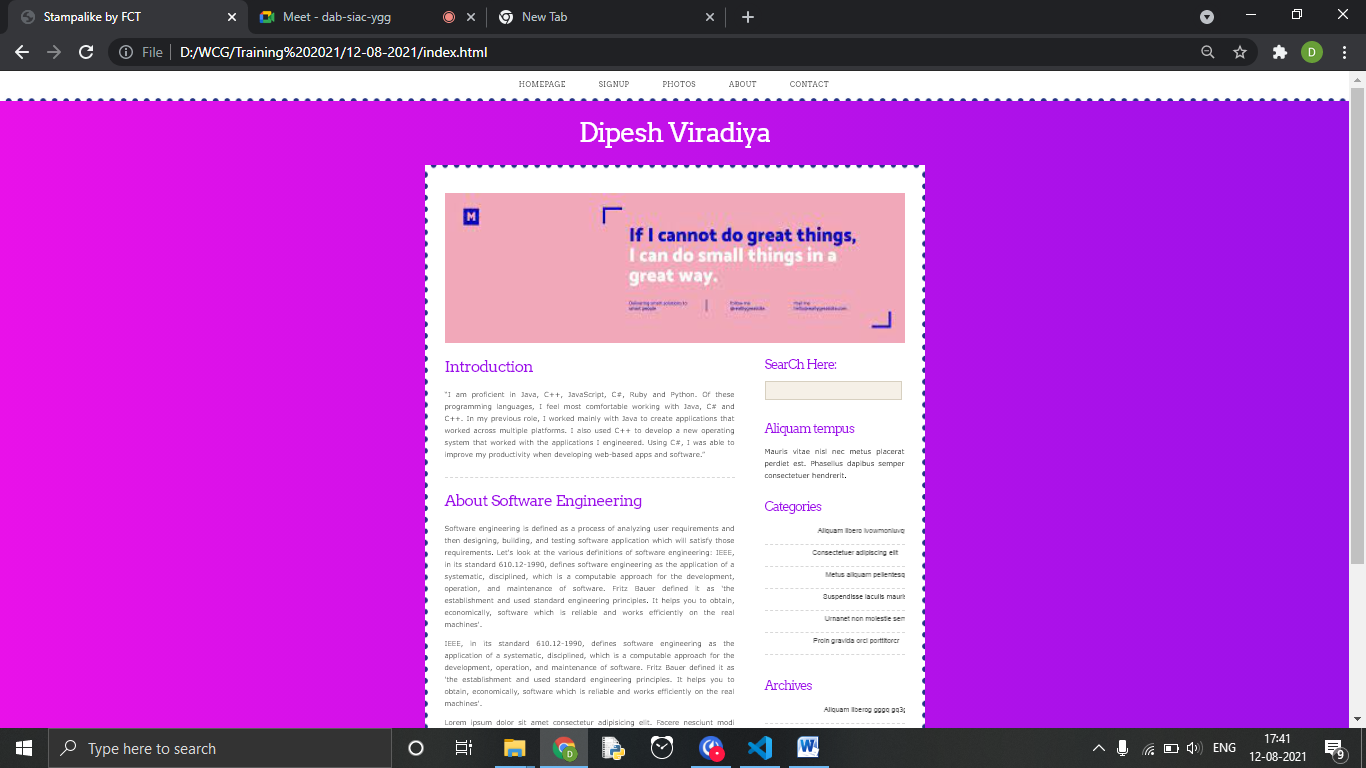 Stampalike by FCT
Meet - dab-siac-ygg
New Tab
File
D:/WCG/Training%202021/12-08-2021/index.html
D
HOMEPAGE SIGNUP PHOTOS ABOUT CONTACT
Dipesh Viradiya
M
If I cannot do great things,
I can do small things in a
great way.
Delivering smart solutions to
smart people
Follow me
Mail me
Introduction
"I am proficient in Java, C++, JavaScript, C#, Ruby and Python. Of these
programming languages, I feel most comfortable working with Java, C# and
C++. In my previous role, I worked mainly with Java to create applications that
worked across multiple platforms. I also used C++ to develop a new operating
system that worked with the applications I engineered. Using C#, I was able to
improve my productivity when developing web-based apps and software."
About Software Engineering
Software engineering is defined as a process of analyzing user requirements and
then designing, building, and testing software application which will satisfy those
requirements. Let's look at the various definitions of software engineering: IEEE,
in its standard 610.12-1990, defines software engineering as the application of a
systematic, disciplined, which is a computable approach for the development,
operation, and maintenance of software. Fritz Bauer defined it as 'the
establishment and used standard engineering principles. It helps you to obtain,
economically, software which is reliable and works efficiently on the real
machines'.
IEEE, in its standard 610.12-1990, defines software engineering as the
application of a systematic, disciplined, which is a computable approach for the
development, operation, and maintenance of software. Fritz Bauer defined it as
'the establishment and used standard engineering principles. It helps you to
obtain, economically, software which is reliable and works efficiently on the real
machines'.
Lorem ipsum dolor sit amet consectetur adipisicing elit. Facere nesciunt modi
SearCh Here:
Aliquam tempus
Mauris vitae nisl nec metus placerat
perdiet est. Phasellus dapibus semper
consectetuer hendrerit.
Categories
Aliquam libero
Consectetuer adipiscing elit
Metus aliquam pellentesq
Suspendisse iaculis mauri
Urnanet non molestie sem
Proin gravida orci porttitorcr
Archives
Aliquam liberog gggq
Type here to search
D
W
ENG
17:41
12-08-2021
9